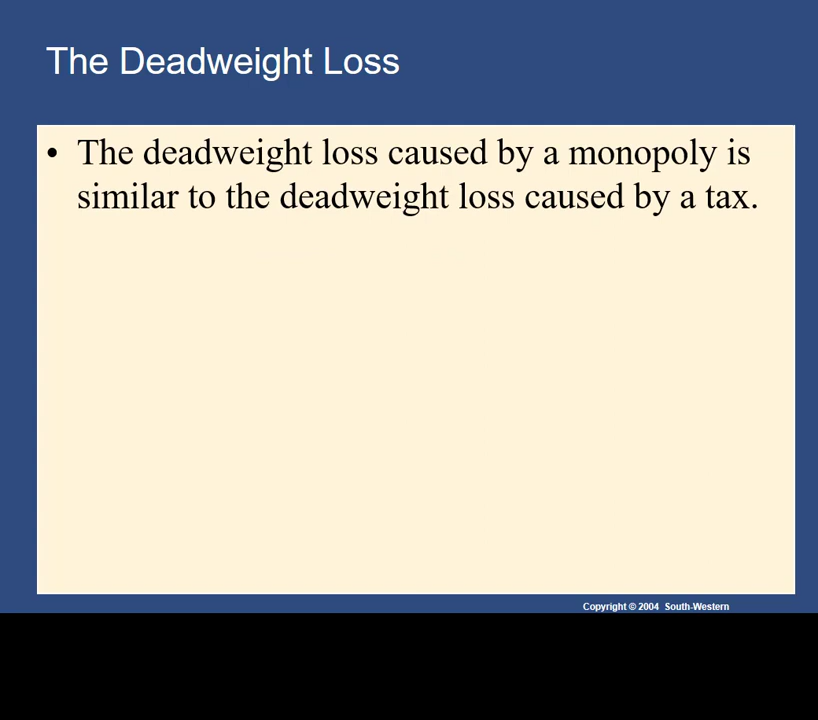 The Deadweight Loss
• The deadweight loss caused by a monopoly is
similar to the deadweight loss caused by a tax.
Copyright © 2004 South-Western